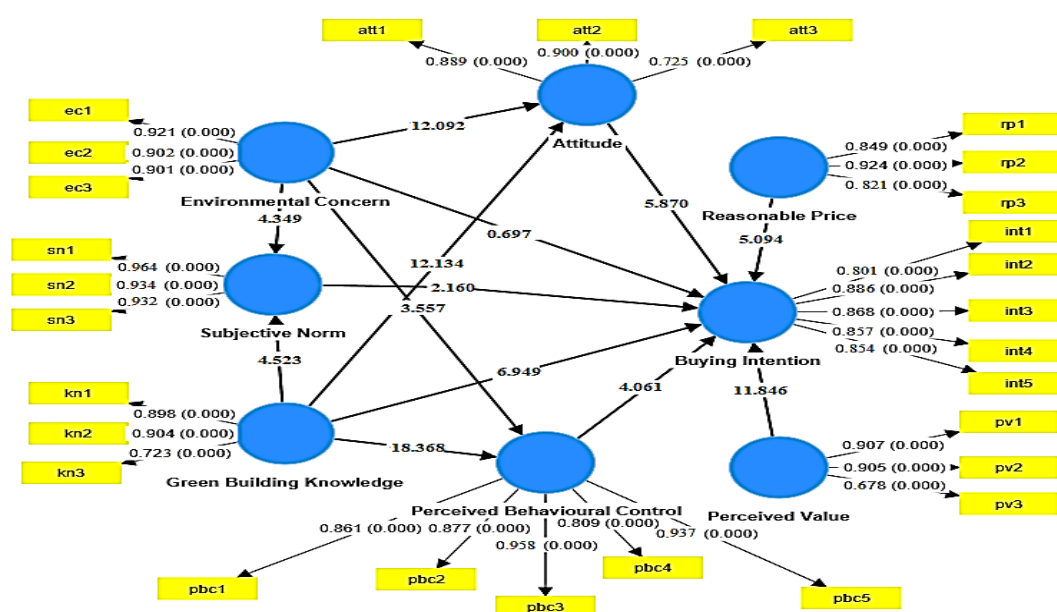 att1
att2
att3
0.889 (0.000)
0.900 (0.000)
0.725 (0.000)
Attitude
ec1
ec2
ec3
0.921 (0.000)
0.902 (0.000)
0.901 (0.000)
Environmental Concern
12.092
4.349
rp1
rp2
rp3
0.849 (0.000)
0.924 (0.000)
0.821 (0.000)
Reasonable Price
5.870
5.094
0.697
sn1
sn2
sn3
0.964 (0.000)
0.934 (0.000)
0.932 (0.000)
Subjective Norm
12.134
2.160
3.557
int1
int2
int3
int4
int5
0.801 (0.000)
0.886 (0.000)
0.868 (0.000)
0.857 (0.000)
0.854 (0.000)
Buying Intention
4.523
6.949
4.061
11.846
kn1
kn2
kn3
0.898 (0.000)
0.904 (0.000)
0.723 (0.000)
Green Building Knowledge
18.368
pv1
pv2
pv3
0.907 (0.000)
0.905 (0.000)
0.678 (0.000)
Perceived Value
Perceived Behavioural Control
0.861 (0.000)
0.877 (0.000)
0.958 (0.000)
0.809 (0.000)
0.937 (0.000)
pbc1
pbc2
pbc3
pbc4
pbc5